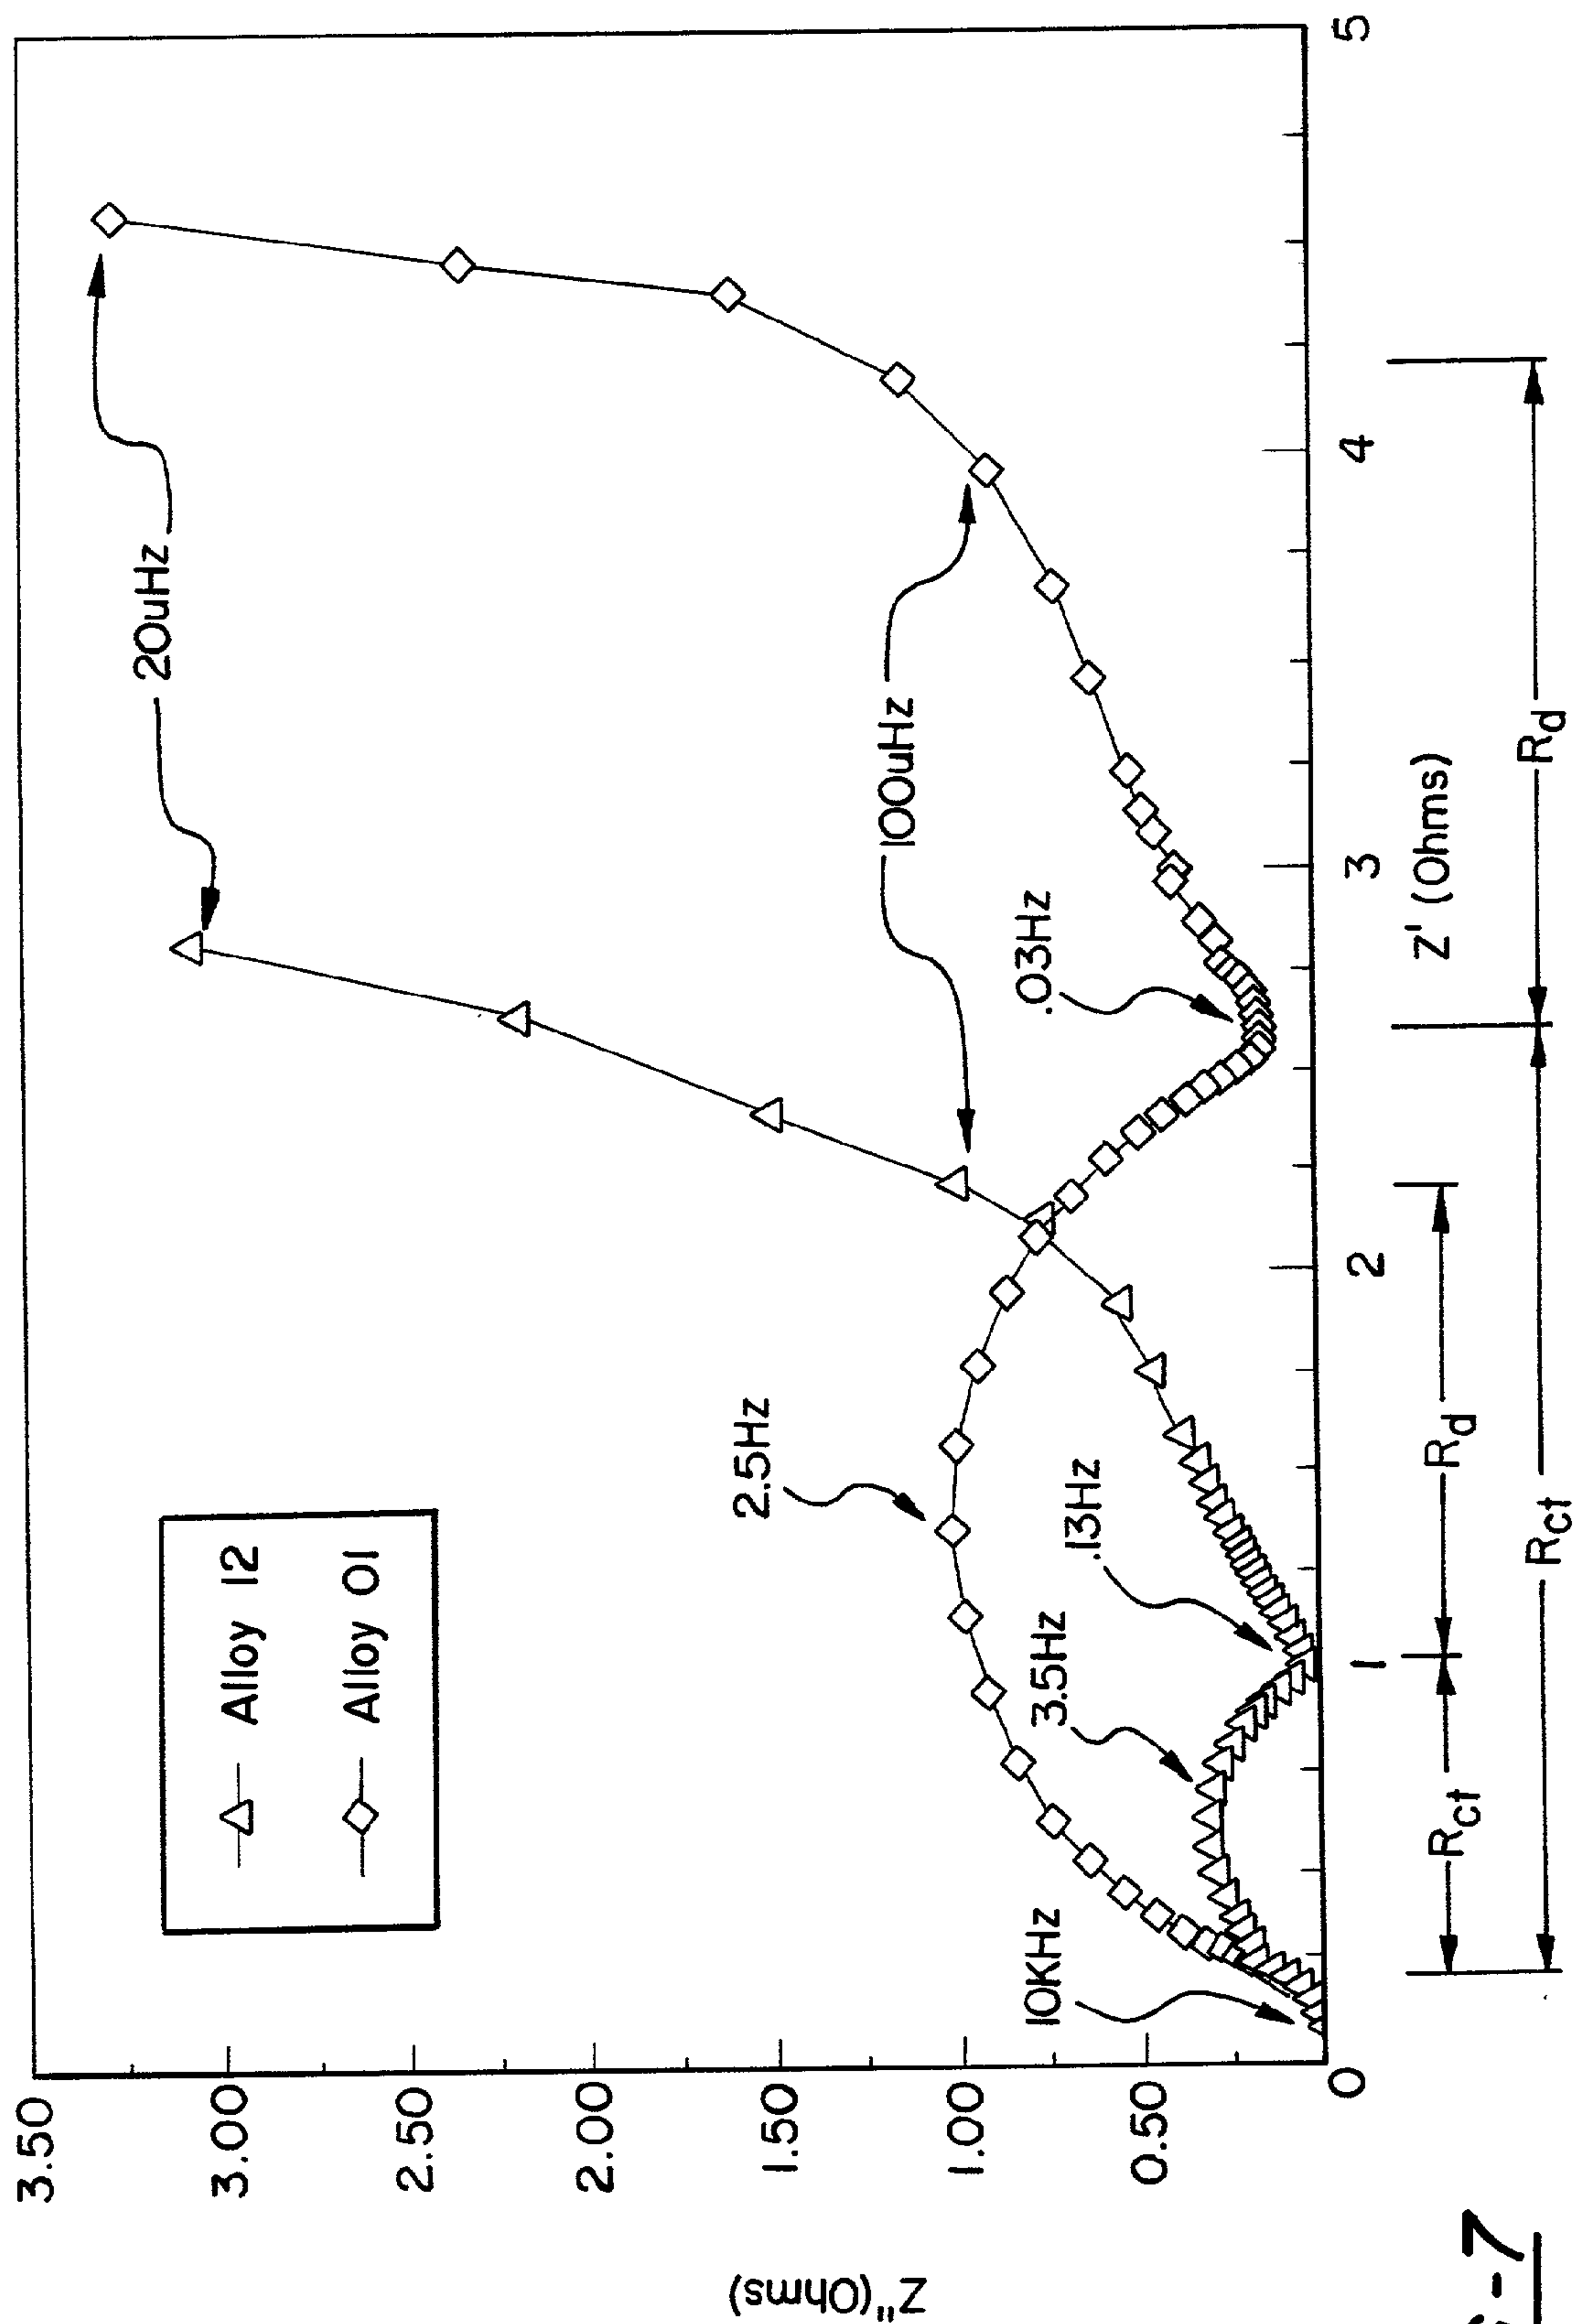 3.50
3.00
2.50
2.00
1.50
1.00
0.50
0
1
2
3
4
5
Z"(Ohms)
Z' (Ohms)
Alloy 12
Alloy 01
20uHz
100uHz
.03Hz
2.5Hz
.13Hz
3.5Hz
10KHz
Rct
Rd
Rct
Rd
-7